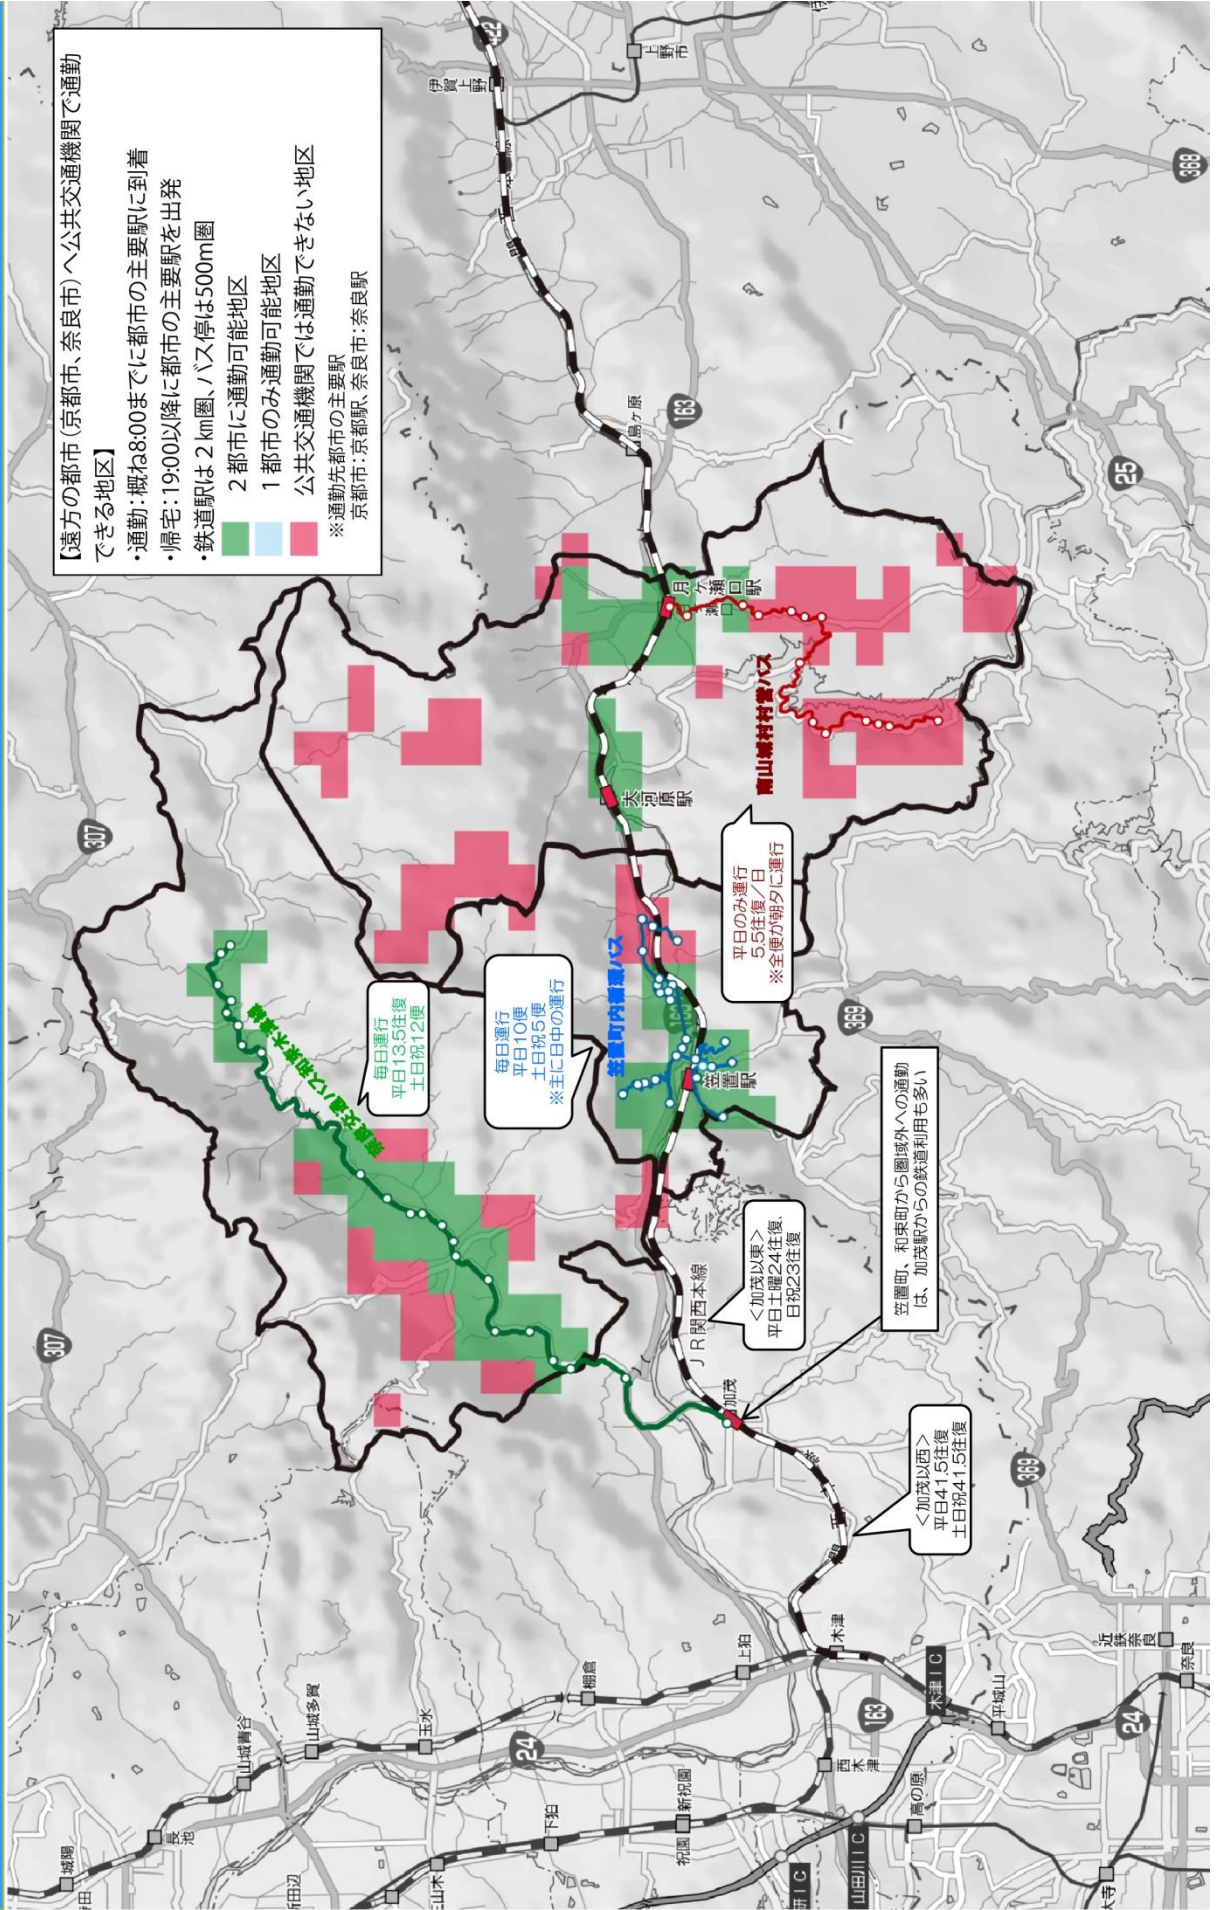 【遠方の都市（京都市、奈良市）へ公共交通機関で通勤
できる地区】
・通勤：概ね8:00までに都市の主要駅に到着
・帰宅：19:00以降に都市の主要駅を出発
・鉄道駅は２km圏、バス停は500m圏
２都市に通勤可能地区
１都市のみ通勤可能地区
公共交通機関では通勤できない地区
※通勤先都市の主要駅
京都市：京都駅、奈良市：奈良駅
307
307
城陽
長池
山城青谷
山城多賀
玉水
棚倉
上狛
木津
下狛
祝園
新祝園
西木津
高の原
平城山
近鉄奈良
奈良
木津ＩＣ
山田川ＩＣ
24
24
163
163
369
369
25
368
伊賀上野
上野市
月ヶ瀬口駅
大河原駅
笠置駅
加茂
ＪＲ関西本線
奈良交通バス和束木津線
毎日運行
平日13.5往復
土日祝12便
笠置町内循環バス
毎日運行
平日10便
土日祝５便
※主に日中の運行
南山城村村営バス
平日のみ運行
5.5往復／日
※全便が朝夕に運行
＜加茂以東＞
平日土曜24往復、
日祝23往復
＜加茂以西＞
平日41.5往復
土日祝41.5往復
笠置町、和束町から圏域外への通勤
は、加茂駅からの鉄道利用も多い